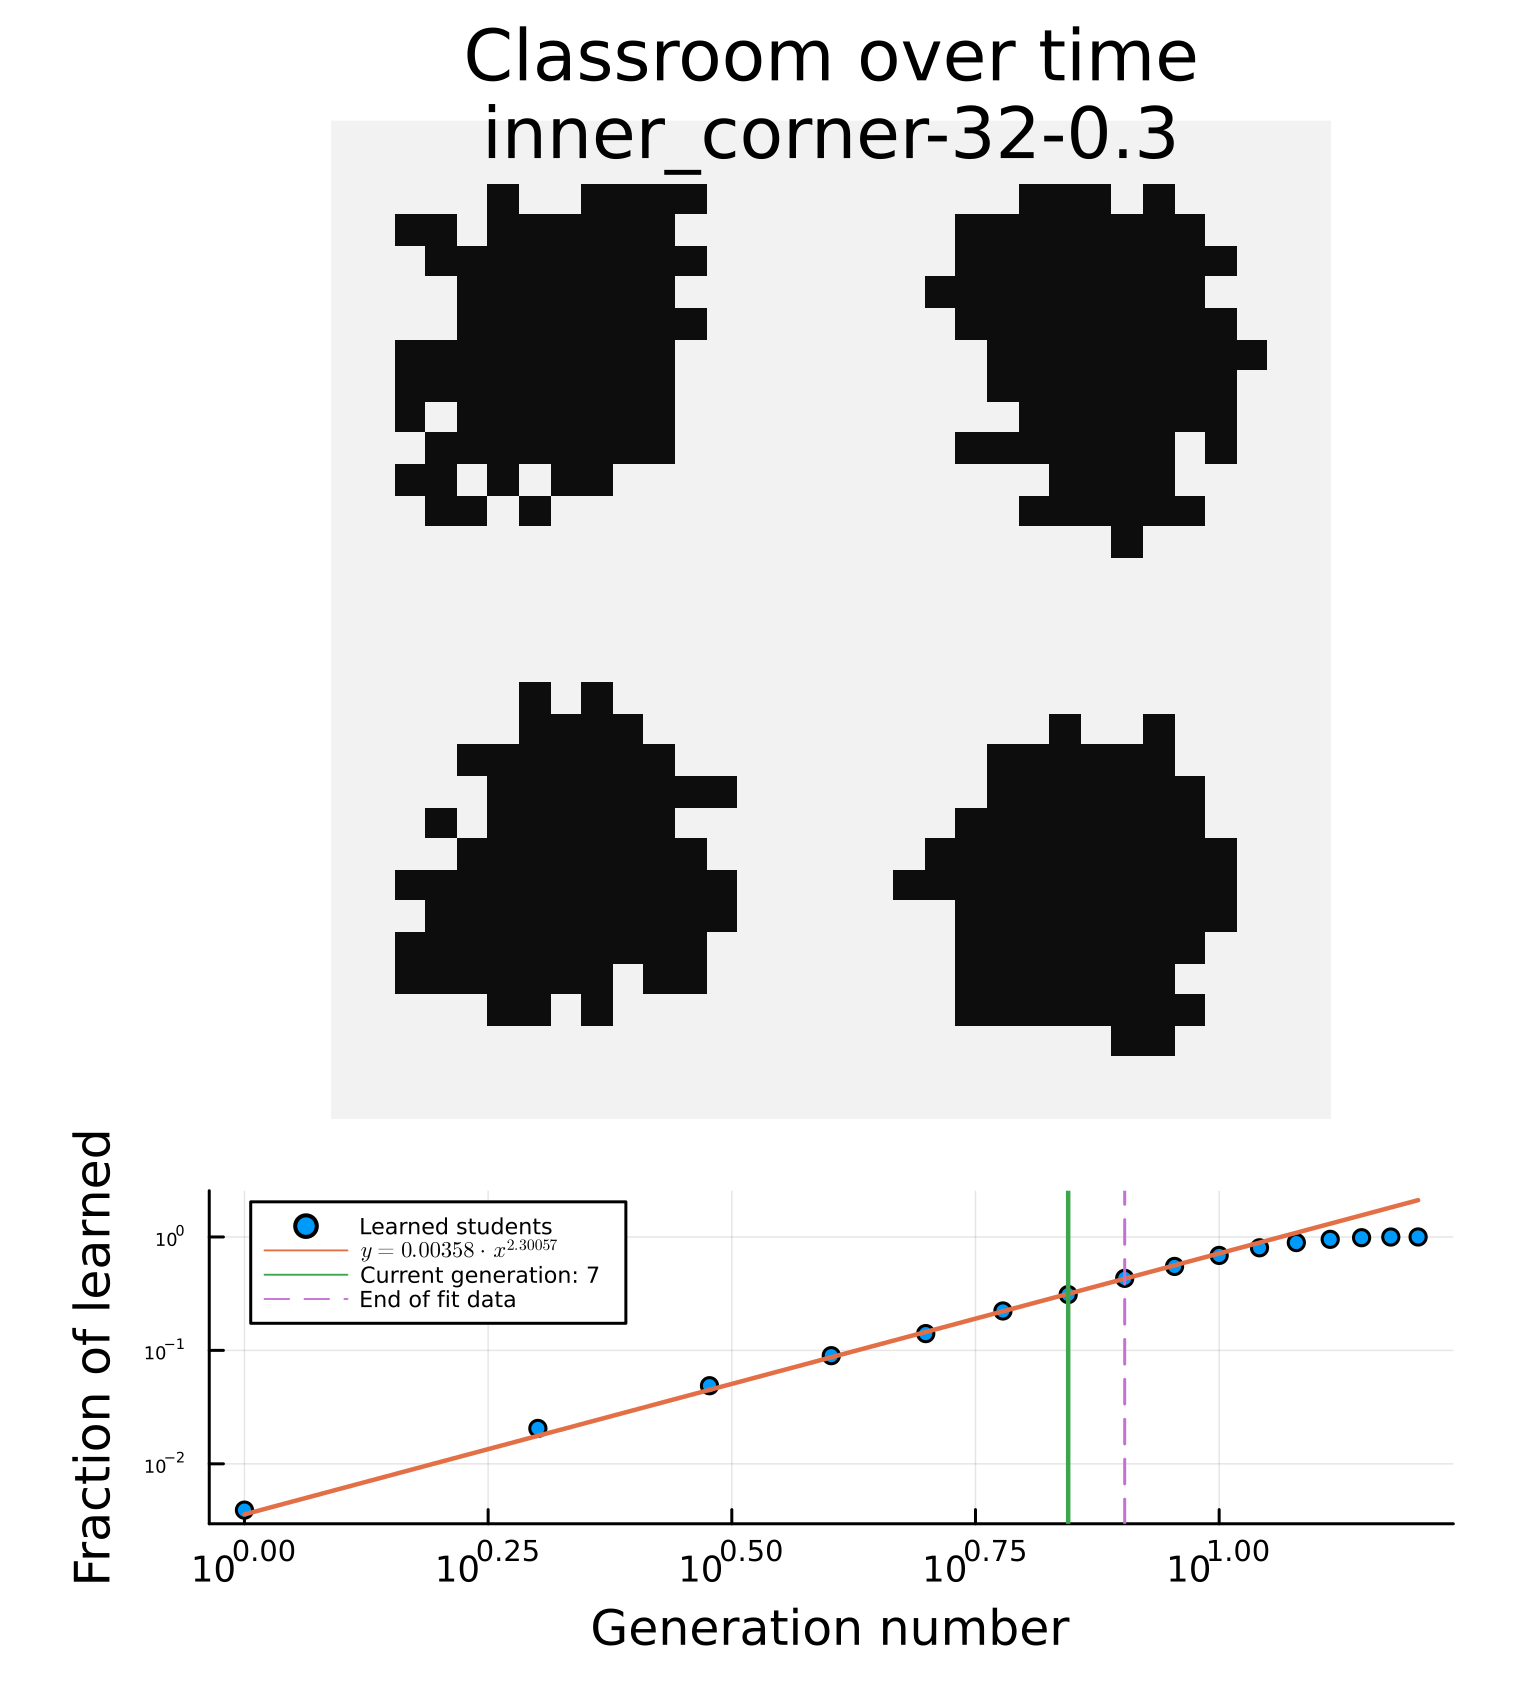 Classroom over time
inner_corner-32-0.3
Fraction of learned
10^0
10^−1
10^−2
Learned students
y = 0.00358 · x^2.30057
Current generation: 7
End of fit data
10^0.00 10^0.25 10^0.50 10^0.75 10^1.00
Generation number